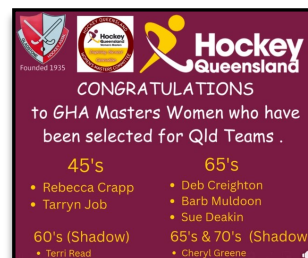 Founded 1935
Hockey
Queensland
CONGRATULATIONS
to GHA Masters Women who have
been selected for Qld Teams .
45's
• Rebecca Crapp
• Tarryn Job
65's
• Deb Creighton
• Barb Muldoon
• Sue Deakin
60's (Shadow)
• Terri Read
65's & 70's (Shadow
• Cheryl Greene